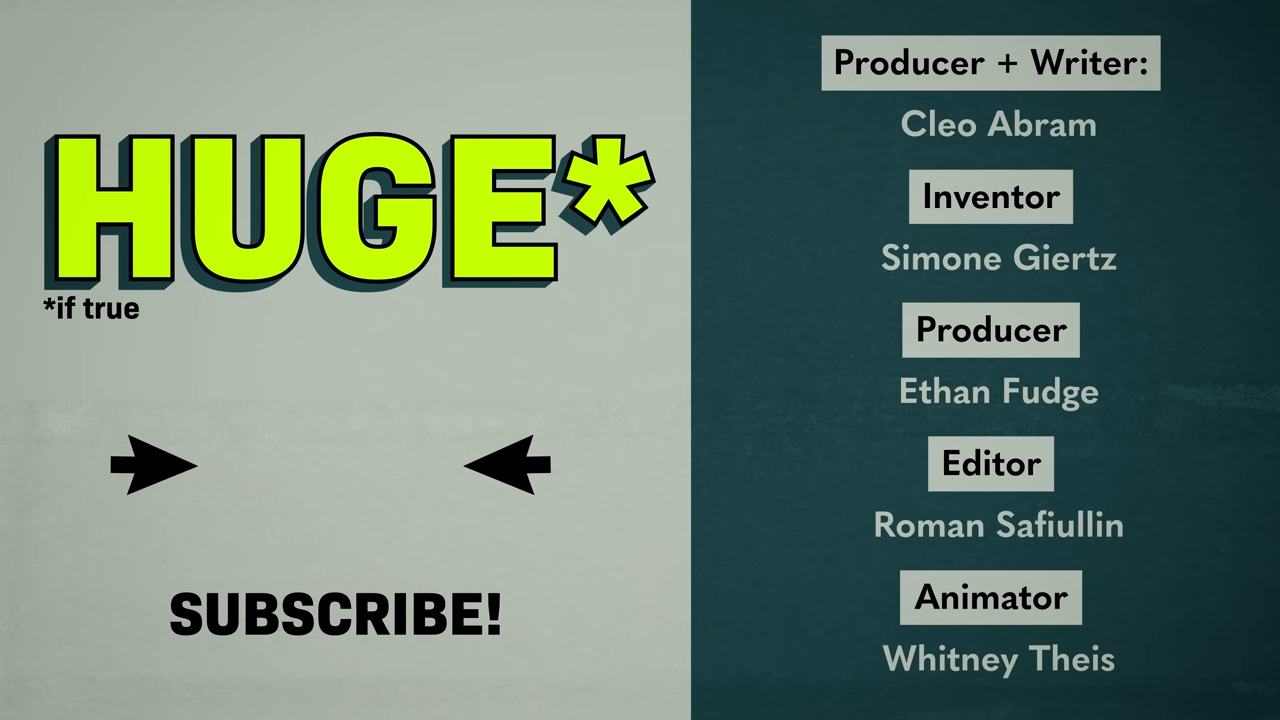 HUGE*
*if true
SUBSCRIBE!
Producer + Writer:
Cleo Abram
Inventor
Simone Giertz
Producer
Ethan Fudge
Editor
Roman Safiullin
Animator
Whitney Theis